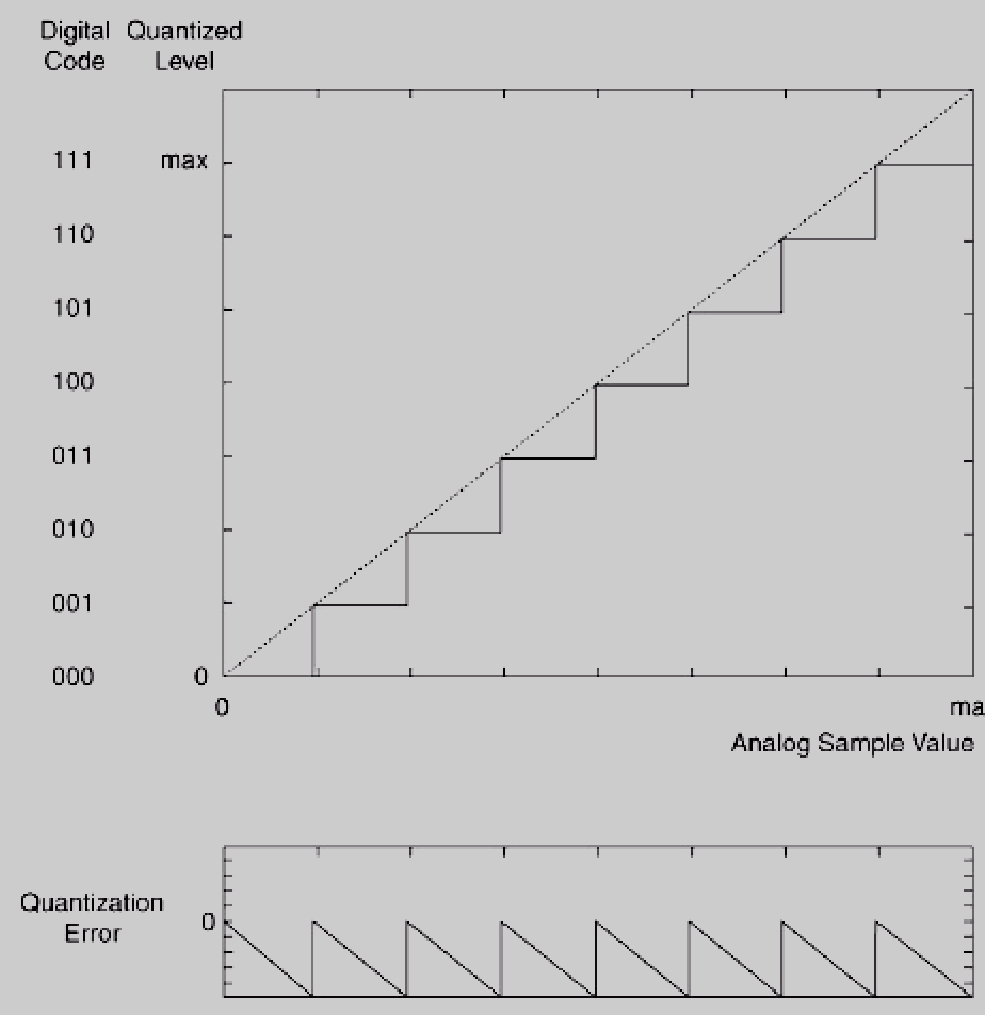 Digital Quantized
Code Level
111 max
110
101
100
011
010
001
000 0
0 ma
Analog Sample Value
Quantization
Error
0